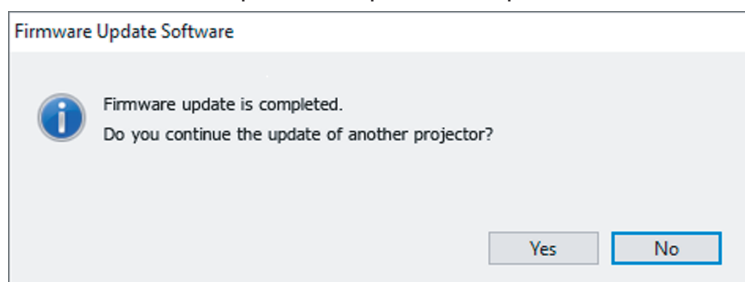 Firmware Update Software
Firmware update is completed.
Do you continue the update of another projector?
Yes No